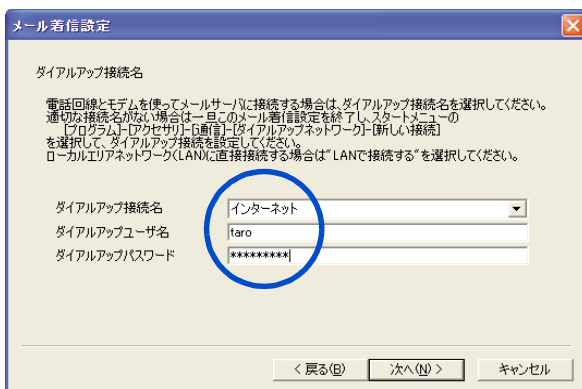 メール着信設定
ダイアルアップ接続名
電話回線とモデムを使ってメールサーバに接続する場合は、ダイアルアップ接続名を選択してください。
適切な接続名がない場合は一旦このメール着信設定を終了し、スタートメニューの
[プログラム]-[アクセサリ]-[通信]-[ダイアルアップネットワーク]-[新しい接続]
を選択して、ダイアルアップ接続を設定してください。
ローカルエリアネットワーク(LAN)に直接接続する場合は"LANで接続する"を選択してください。
ダイアルアップ接続名 インターネット
ダイアルアップユーザ名 taro
ダイアルアップパスワード *********
< 戻る(B) 次へ(N) > キャンセル